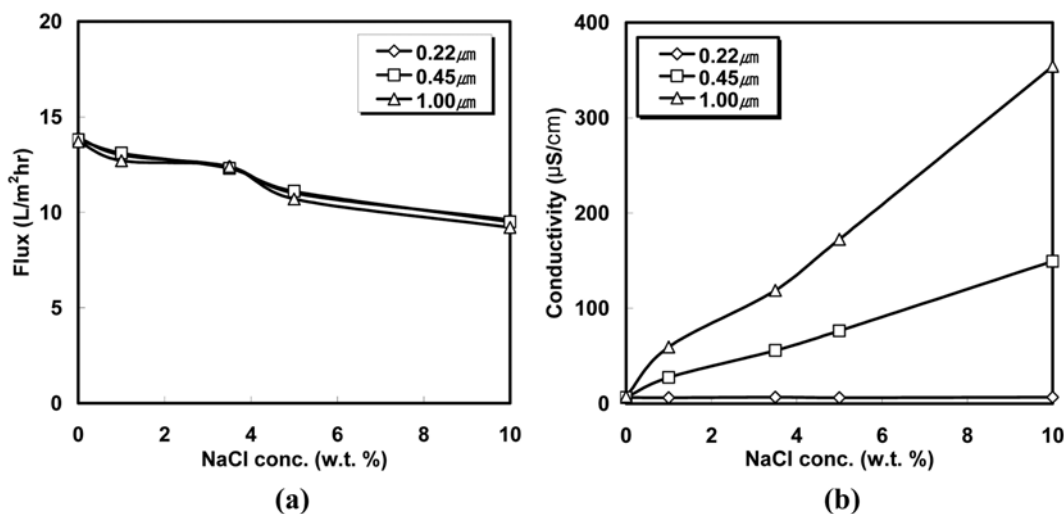 20
15
10
5
0
Flux (L/m²hr)
0.22㎛
0.45㎛
1.00㎛
0 2 4 6 8 10
NaCl conc. (w.t. %)
(a)
400
300
200
100
0
Conductivity (µS/cm)
0.22㎛
0.45㎛
1.00㎛
0 2 4 6 8 10
NaCl conc. (w.t. %)
(b)